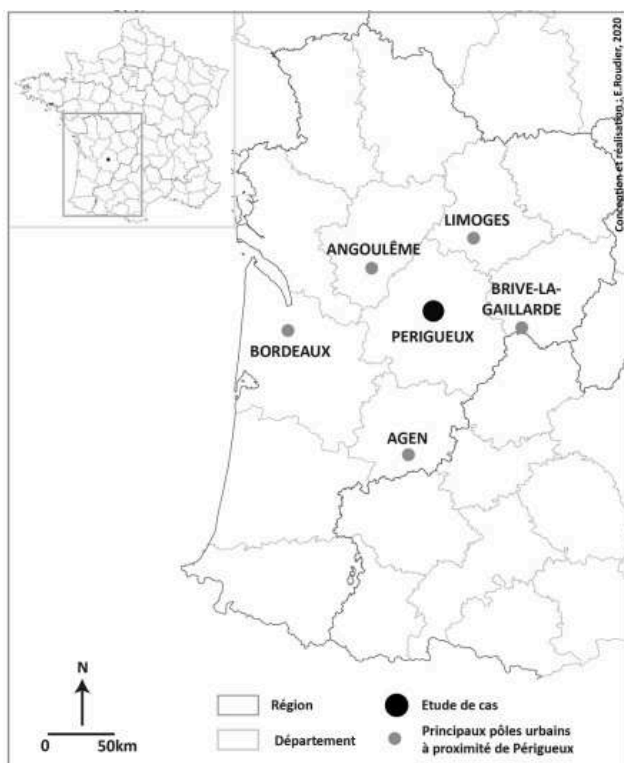 Conception et réalisation : E.Roudier, 2020
LIMOGES
ANGOULÊME
BRIVE-LA-
GAILLARDE
PERIGUEUX
BORDEAUX
AGEN
N
0 50km
Région
Département
Etude de cas
Principaux pôles urbains
à proximité de Périgueux